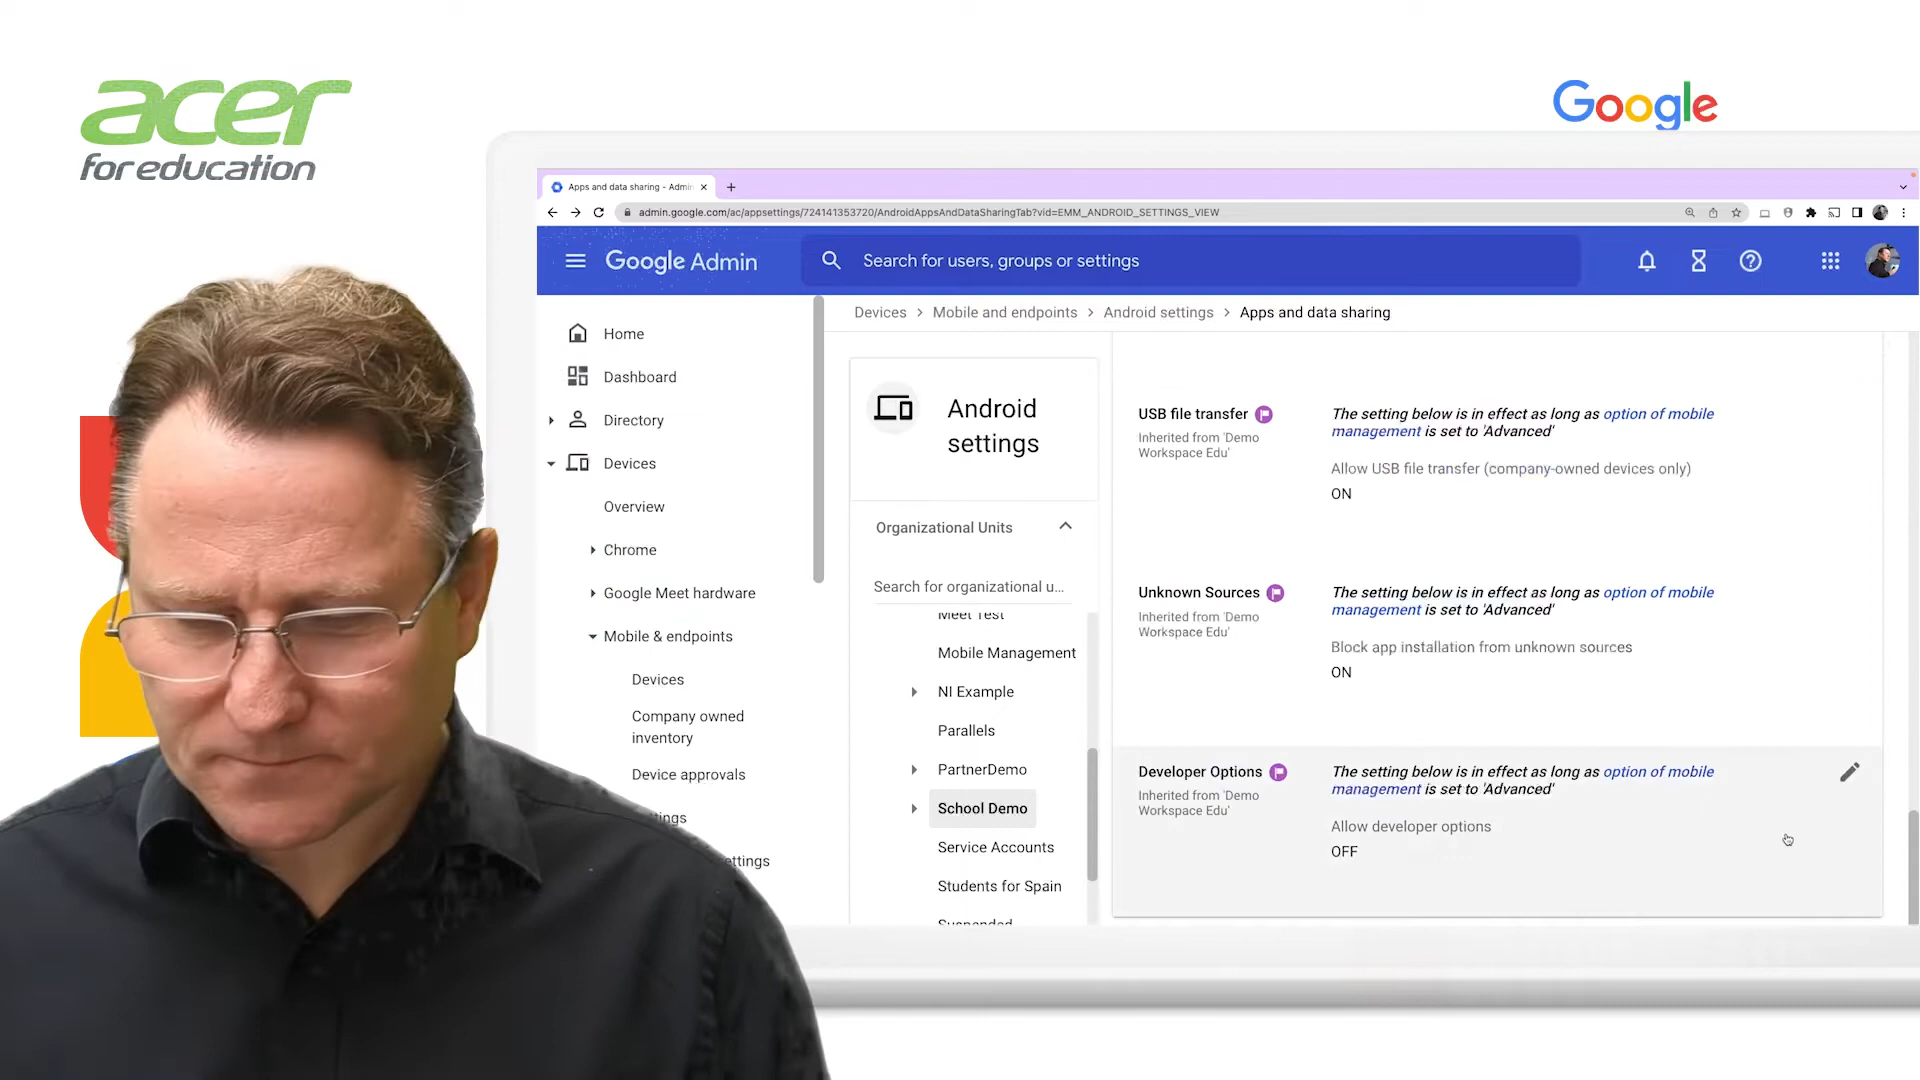 acer
for education
Google
Apps and data sharing - Admin
admin.google.com/ac/appsettings/724141353720/AndroidAppsAndDataSharingTab?vid=EMM_ANDROID_SETTINGS_VIEW
Google Admin
Search for users, groups or settings
Devices > Mobile and endpoints > Android settings > Apps and data sharing
Home
Dashboard
Directory
Devices
Overview
Chrome
Google Meet hardware
Mobile & endpoints
Devices
Company owned
inventory
Device approvals
Android
settings
Organizational Units
Search for organizational u...
Meet Test
Mobile Management
NI Example
Parallels
PartnerDemo
School Demo
Service Accounts
Students for Spain
Suspended
USB file transfer
Inherited from 'Demo
Workspace Edu'
The setting below is in effect as long as option of mobile
management is set to 'Advanced'
Allow USB file transfer (company-owned devices only)
ON
Unknown Sources
Inherited from 'Demo
Workspace Edu'
The setting below is in effect as long as option of mobile
management is set to 'Advanced'
Block app installation from unknown sources
ON
Developer Options
Inherited from 'Demo
Workspace Edu'
The setting below is in effect as long as option of mobile
management is set to 'Advanced'
Allow developer options
OFF